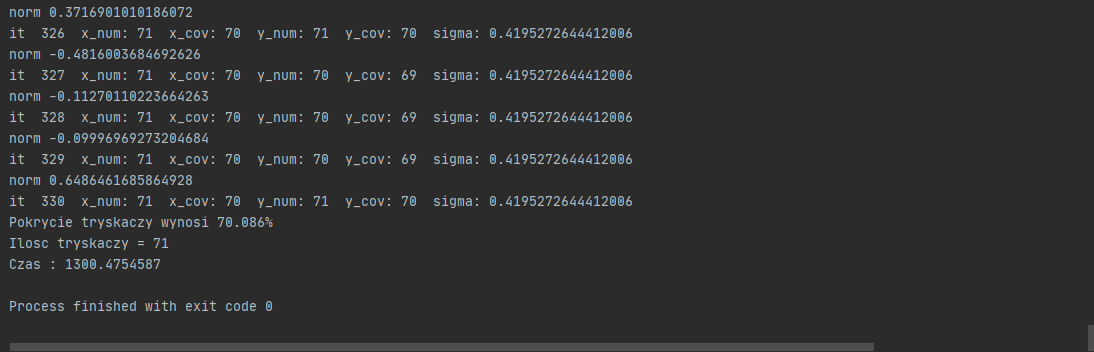 norm 0.3716901010186072
it  326  x_num: 71  x_cov: 70  y_num: 71  y_cov: 70  sigma: 0.4195272644412006
norm -0.4816003684692626
it  327  x_num: 71  x_cov: 70  y_num: 70  y_cov: 69  sigma: 0.4195272644412006
norm -0.11270110223664263
it  328  x_num: 71  x_cov: 70  y_num: 70  y_cov: 69  sigma: 0.4195272644412006
norm -0.09996969273204684
it  329  x_num: 71  x_cov: 70  y_num: 70  y_cov: 69  sigma: 0.4195272644412006
norm 0.6486461685864928
it  330  x_num: 71  x_cov: 70  y_num: 71  y_cov: 70  sigma: 0.4195272644412006
Pokrycie tryskaczy wynosi 70.086%
Ilosc tryskaczy = 71
Czas : 1300.4754587
Process finished with exit code 0